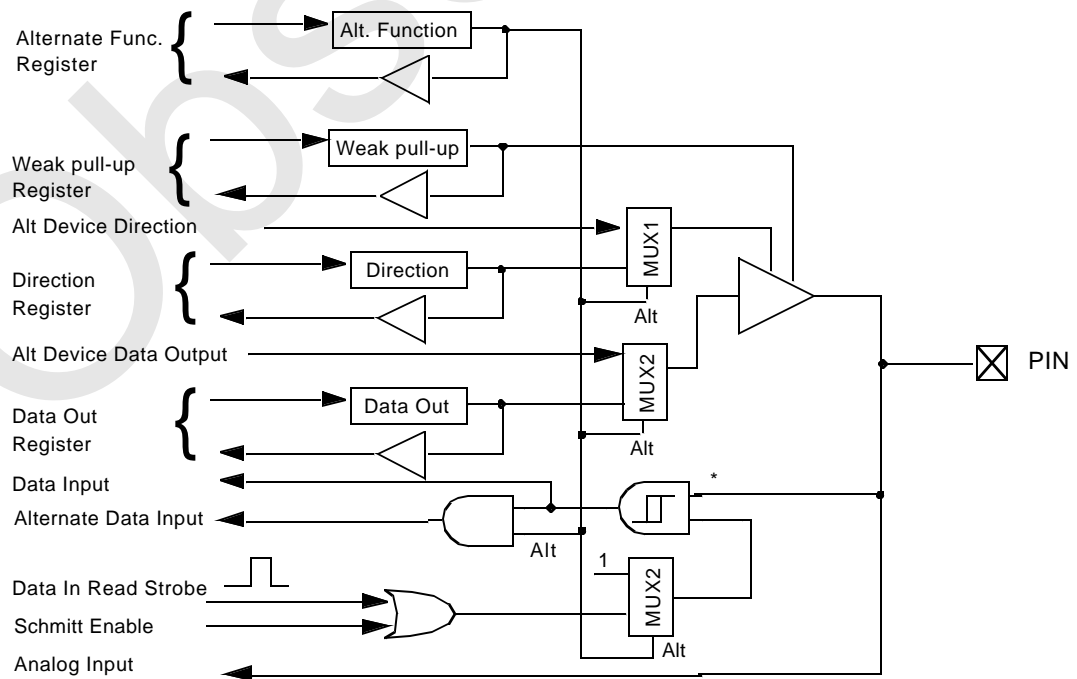 Alternate Func.
Register
Alt. Function
Weak pull-up
Register
Weak pull-up
Alt Device Direction
MUX1
Direction
Register
Direction
Alt
Alt Device Data Output
MUX2
PIN
Data Out
Register
Data Out
Alt
Data Input
*
Alternate Data Input
Alt
1
MUX2
Data In Read Strobe
Schmitt Enable
Alt
Analog Input